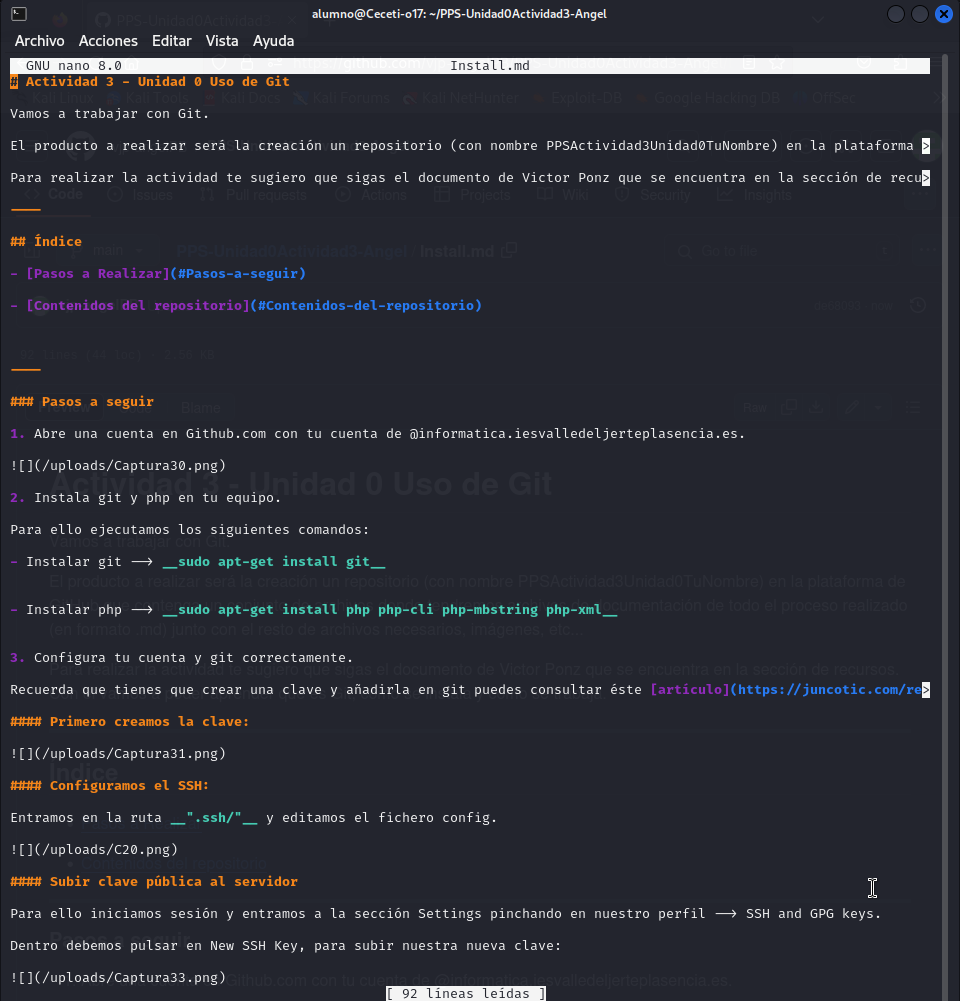 alumno@Ceceti-o17: ~/PPS-Unidad0Actividad3-Angel
Archivo Acciones Editar Vista Ayuda
GNU nano 8.0 Install.md
# Actividad 3 - Unidad 0 Uso de Git
Vamos a trabajar con Git.
El producto a realizar será la creación un repositorio (con nombre PPSActividad3Unidad0TuNombre) en la plataforma >
Para realizar la actividad te sugiero que sigas el documento de Victor Ponz que se encuentra en la sección de recu>
----
## Índice
- [Pasos a Realizar](#Pasos-a-seguir)
- [Contenidos del repositorio](#Contenidos-del-repositorio)
----
### Pasos a seguir
1. Abre una cuenta en Github.com con tu cuenta de @informatica.iesvalledeljerteplasencia.es.
![](/uploads/Captura30.png)
2. Instala git y php en tu equipo.
Para ello ejecutamos los siguientes comandos:
- Instalar git --> __sudo apt-get install git__
- Instalar php --> __sudo apt-get install php php-cli php-mbstring php-xml__
3. Configura tu cuenta y git correctamente.
Recuerda que tienes que crear una clave y añadirla en git puedes consultar éste [artículo](https://juncotic.com/re>
#### Primero creamos la clave:
![](/uploads/Captura31.png)
#### Configuramos el SSH:
Entramos en la ruta __".ssh/"__ y editamos el fichero config.
![](/uploads/C20.png)
#### Subir clave pública al servidor
Para ello iniciamos sesión y entramos a la sección Settings pinchando en nuestro perfil --> SSH and GPG keys.
Dentro debemos pulsar en New SSH Key, para subir nuestra nueva clave:
![](/uploads/Captura33.png)
[ 92 líneas leídas ]